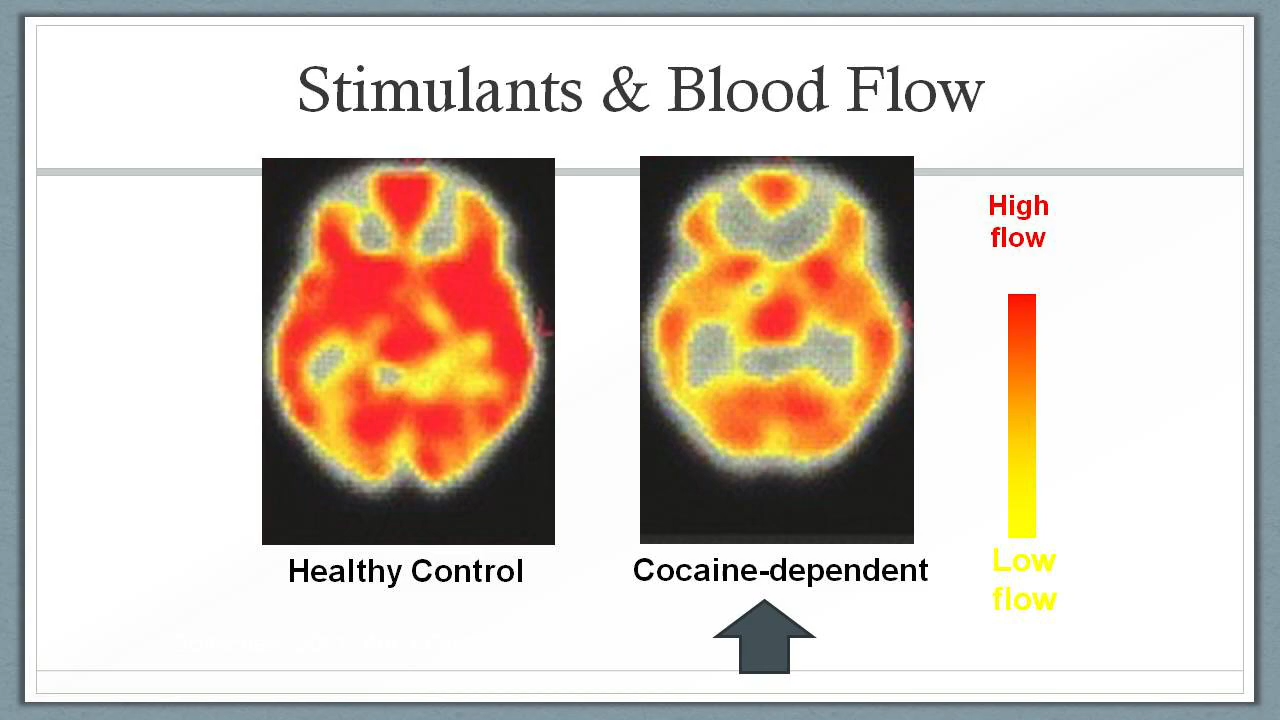 Stimulants & Blood Flow
High
flow
Healthy Control
Cocaine-dependent
Low
flow